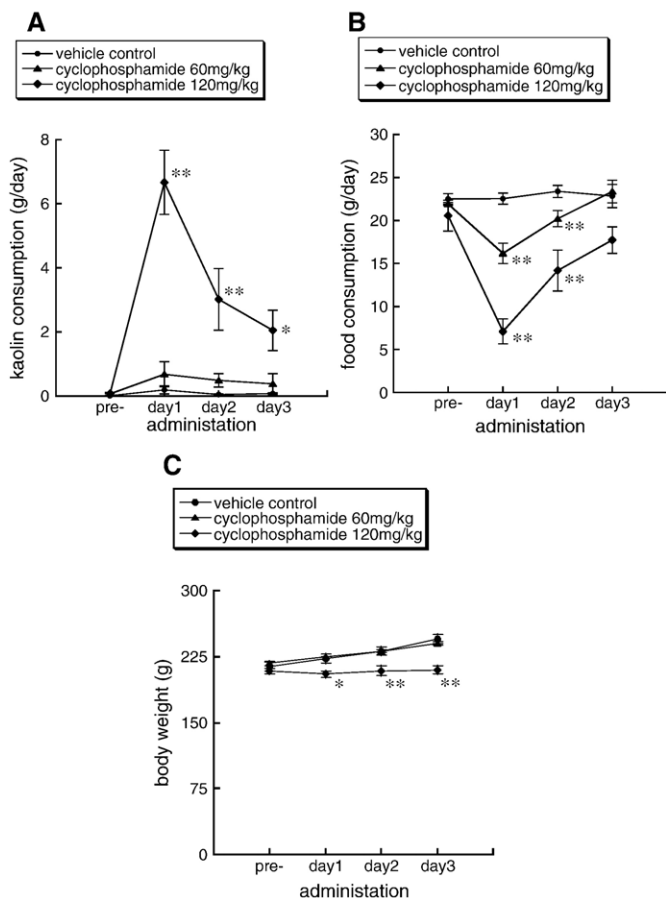 A
vehicle control
cyclophosphamide 60mg/kg
cyclophosphamide 120mg/kg
kaolin consumption (g/day)
8
6
4
2
0
**
**
*
pre- day1 day2 day3
administation
B
vehicle control
cyclophosphamide 60mg/kg
cyclophosphamide 120mg/kg
food consumption (g/day)
30
25
20
15
10
5
0
**
**
**
**
pre- day1 day2 day3
administation
C
vehicle control
cyclophosphamide 60mg/kg
cyclophosphamide 120mg/kg
body weight (g)
300
225
150
75
0
* ** **
pre- day1 day2 day3
administation